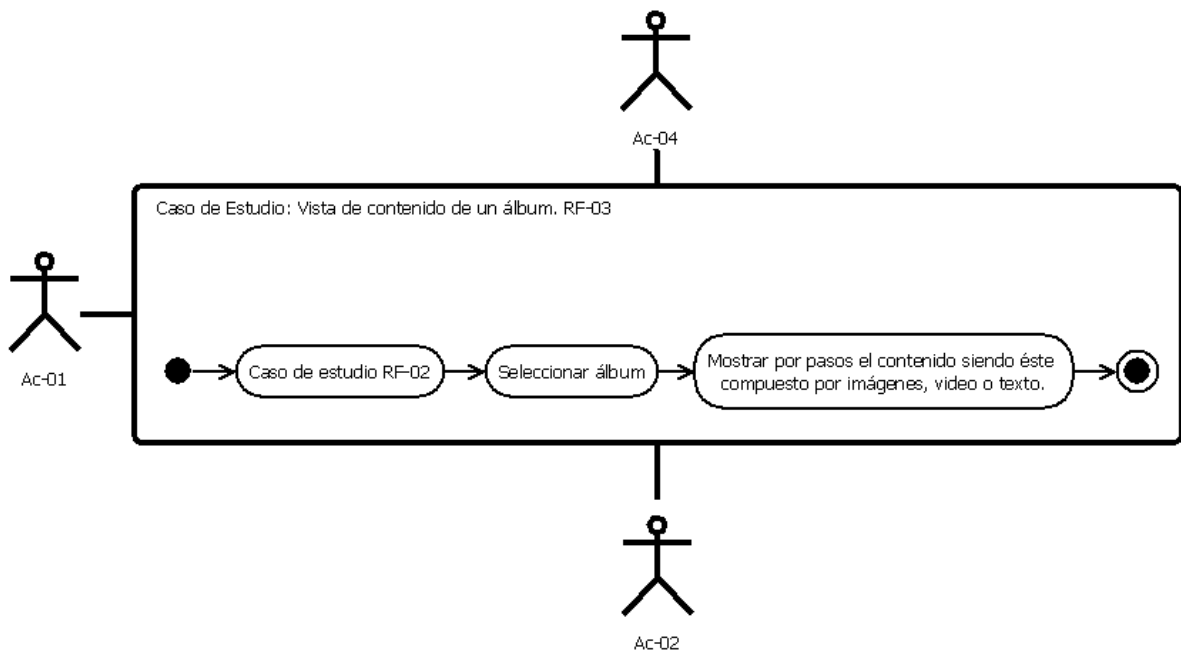 Ac-04
Caso de Estudio: Vista de contenido de un álbum. RF-03
Ac-01
Caso de estudio RF-02
Seleccionar álbum
Mostrar por pasos el contenido siendo éste
compuesto por imágenes, video o texto.
Ac-02